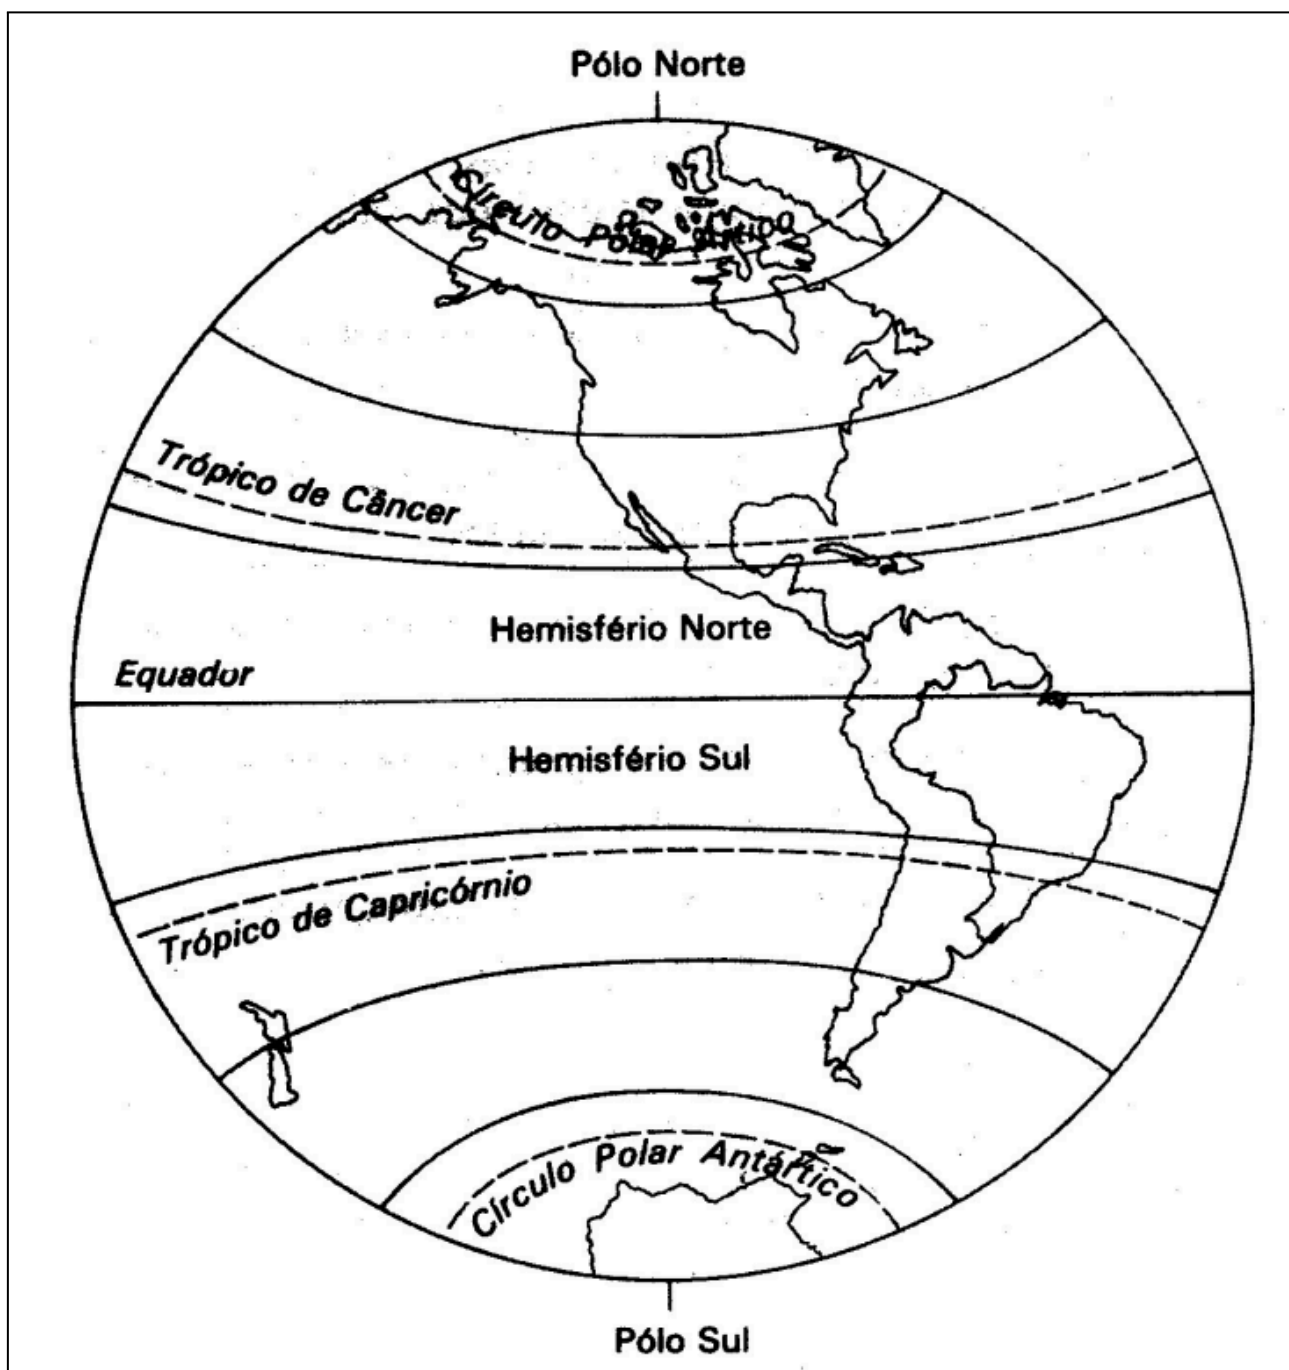 Pólo Norte
Círculo Polar Ártico
Trópico de Câncer
Hemisfério Norte
Equador
Hemisfério Sul
Trópico de Capricórnio
Círculo Polar Antártico
Pólo Sul